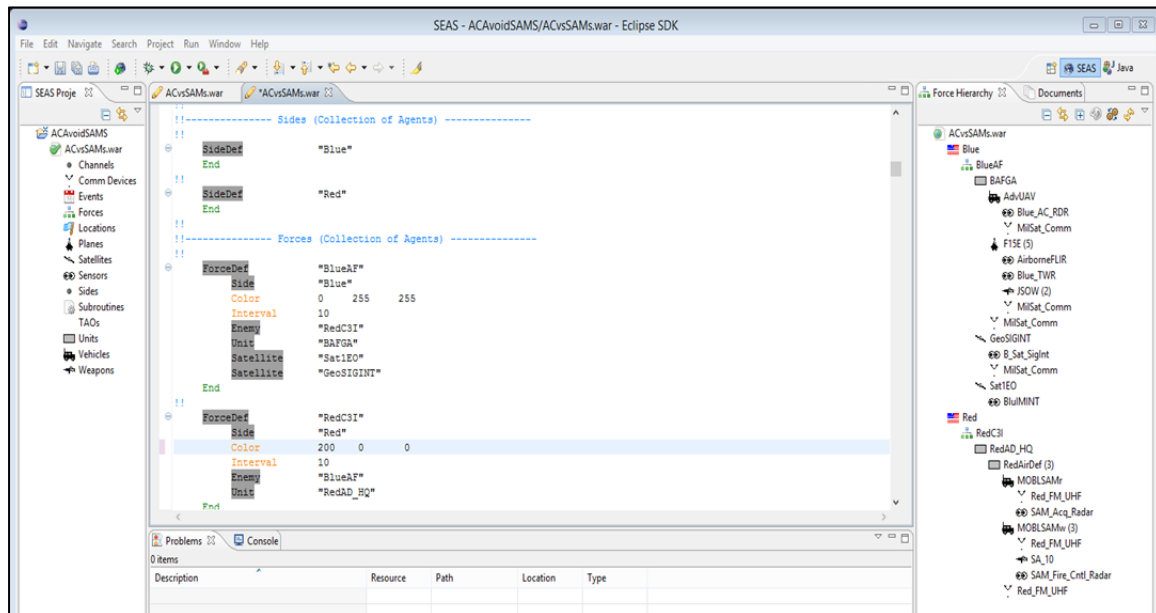 SEAS - ACAvoidSAMS/ACvsSAMs.war - Eclipse SDK
File Edit Navigate Search Project Run Window Help
SEAS Java
SEAS Proje
ACAvoidSAMS
ACvsSAMs.war
Channels
Comm Devices
Events
Forces
Locations
Planes
Satellites
Sensors
Sides
Subroutines
TAOs
Units
Vehicles
Weapons
ACvsSAMs.war *ACvsSAMs.war
!!
!!--------------- Sides (Collection of Agents) ---------------
!!
SideDef "Blue"
End
!!
SideDef "Red"
End
!!
!!--------------- Forces (Collection of Agents) ---------------
!!
ForceDef "BlueAF"
Side "Blue"
Color 0 255 255
Interval 10
Enemy "RedC3I"
Unit "BAFGA"
Satellite "Sat1EO"
Satellite "GeoSIGINT"
End
!!
ForceDef "RedC3I"
Side "Red"
Color 200 0 0
Interval 10
Enemy "BlueAF"
Unit "RedAD_HQ"
End
Problems Console
0 items
Description Resource Path Location Type
Force Hierarchy Documents
ACvsSAMs.war
Blue
BlueAF
BAFGA
AdvUAV
Blue_AC_RDR
MilSat_Comm
F15E (5)
AirborneFLIR
Blue_TWR
JSOW (2)
MilSat_Comm
MilSat_Comm
GeoSIGINT
B_Sat_SigInt
MilSat_Comm
Sat1EO
BluIMINT
Red
RedC3I
RedAD_HQ
RedAirDef (3)
MOBLSAMr
Red_FM_UHF
SAM_Acq_Radar
MOBLSAMw (3)
Red_FM_UHF
SA_10
SAM_Fire_Cntl_Radar
Red_FM_UHF